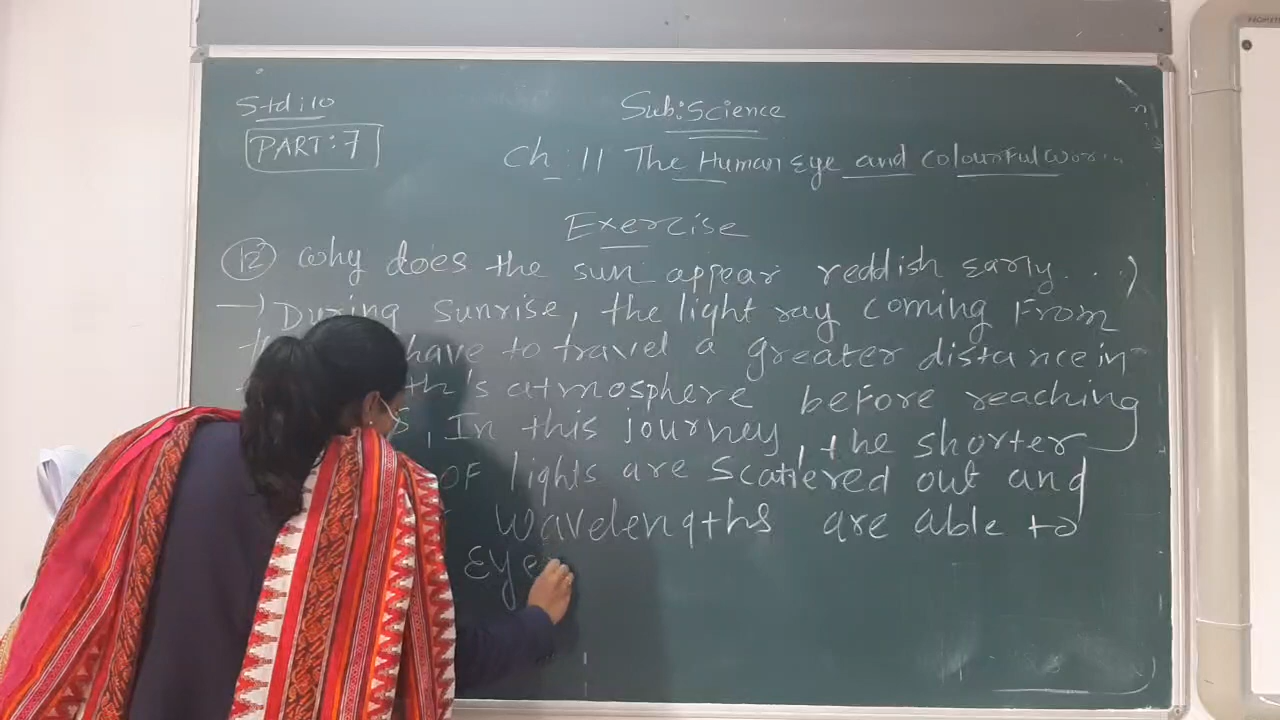 Std:10
Sub:Science
PART:7
Ch:11 The Human Eye and Colourful
Exercise
12 Why does the sun appear reddish early...?
→ During sunrise, the light ray coming From
have to travel a greater distance in
th's atmosphere before reaching
, In this journey, the shorter
OF lights are scattered out and
wavelengths are able to
Eye